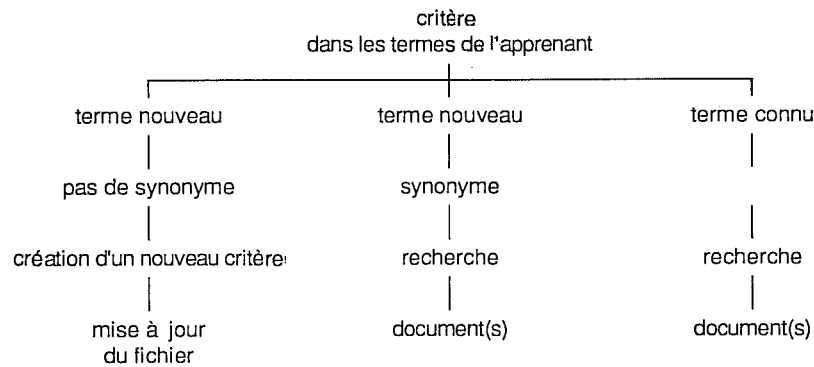 critère
dans les termes de l'apprenant
terme nouveau terme nouveau terme connu
pas de synonyme synonyme
création d'un nouveau critère recherche recherche
mise à jour document(s) document(s)
du fichier